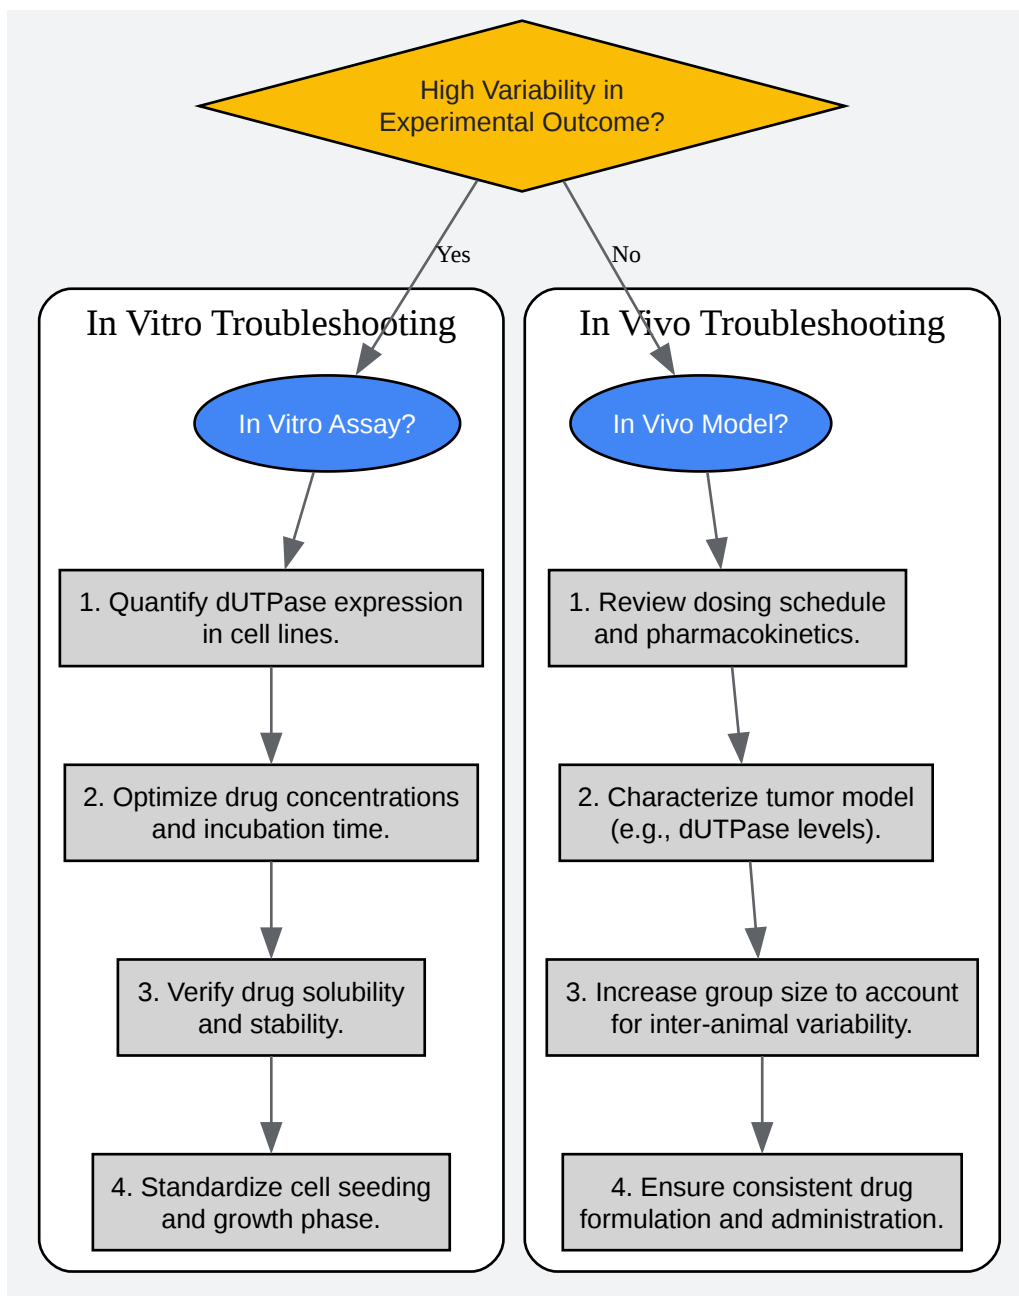 High Variability in
Experimental Outcome?
Yes
No
In Vitro Troubleshooting
In Vitro Assay?
1. Quantify dUTPase expression
in cell lines.
2. Optimize drug concentrations
and incubation time.
3. Verify drug solubility
and stability.
4. Standardize cell seeding
and growth phase.
In Vivo Troubleshooting
In Vivo Model?
1. Review dosing schedule
and pharmacokinetics.
2. Characterize tumor model
(e.g., dUTPase levels).
3. Increase group size to account
for inter-animal variability.
4. Ensure consistent drug
formulation and administration.